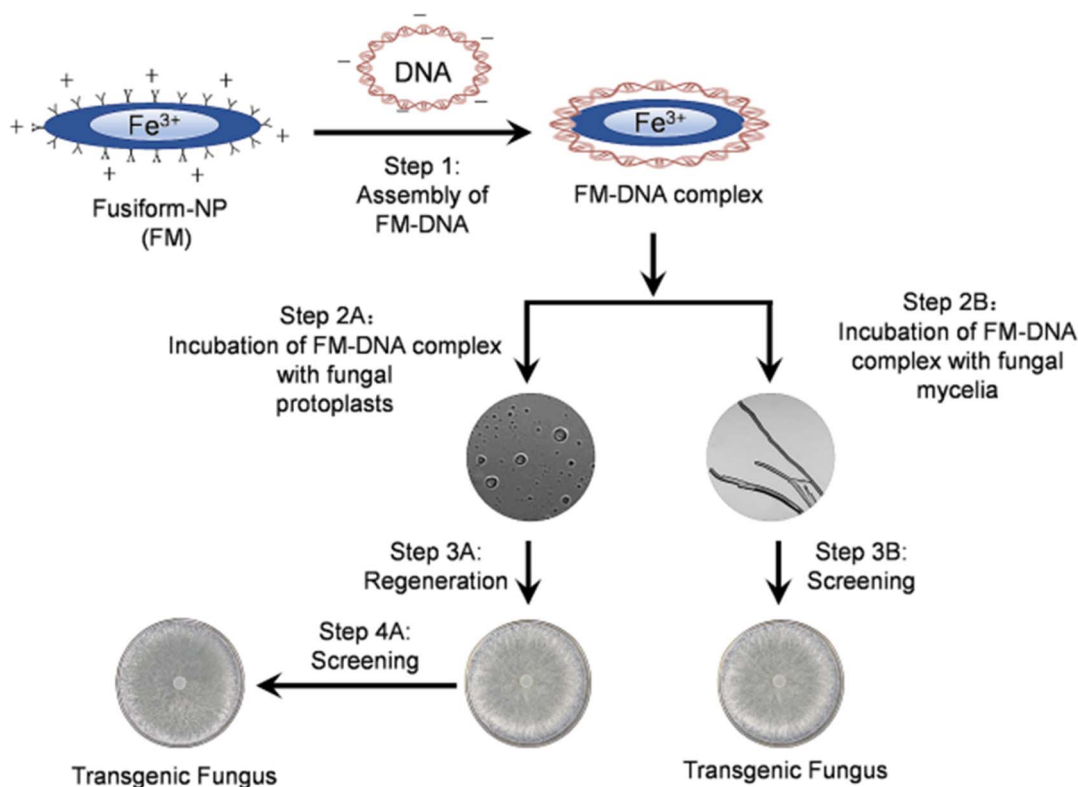 DNA
Fe3+
Fusiform-NP
(FM)
Step 1:
Assembly of
FM-DNA
Fe3+
FM-DNA complex
Step 2A:
Incubation of FM-DNA complex
with fungal
protoplasts
Step 2B:
Incubation of FM-DNA
complex with fungal
mycelia
Step 3A:
Regeneration
Step 3B:
Screening
Step 4A:
Screening
Transgenic Fungus
Transgenic Fungus